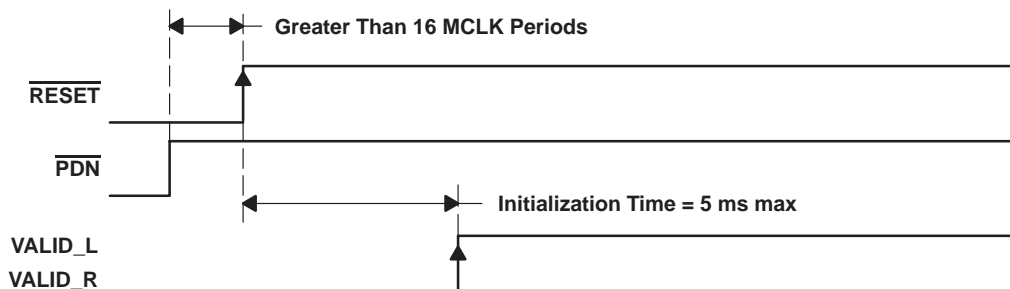 Greater Than 16 MCLK Periods
RESET
PDN
Initialization Time = 5 ms max
VALID_L
VALID_R